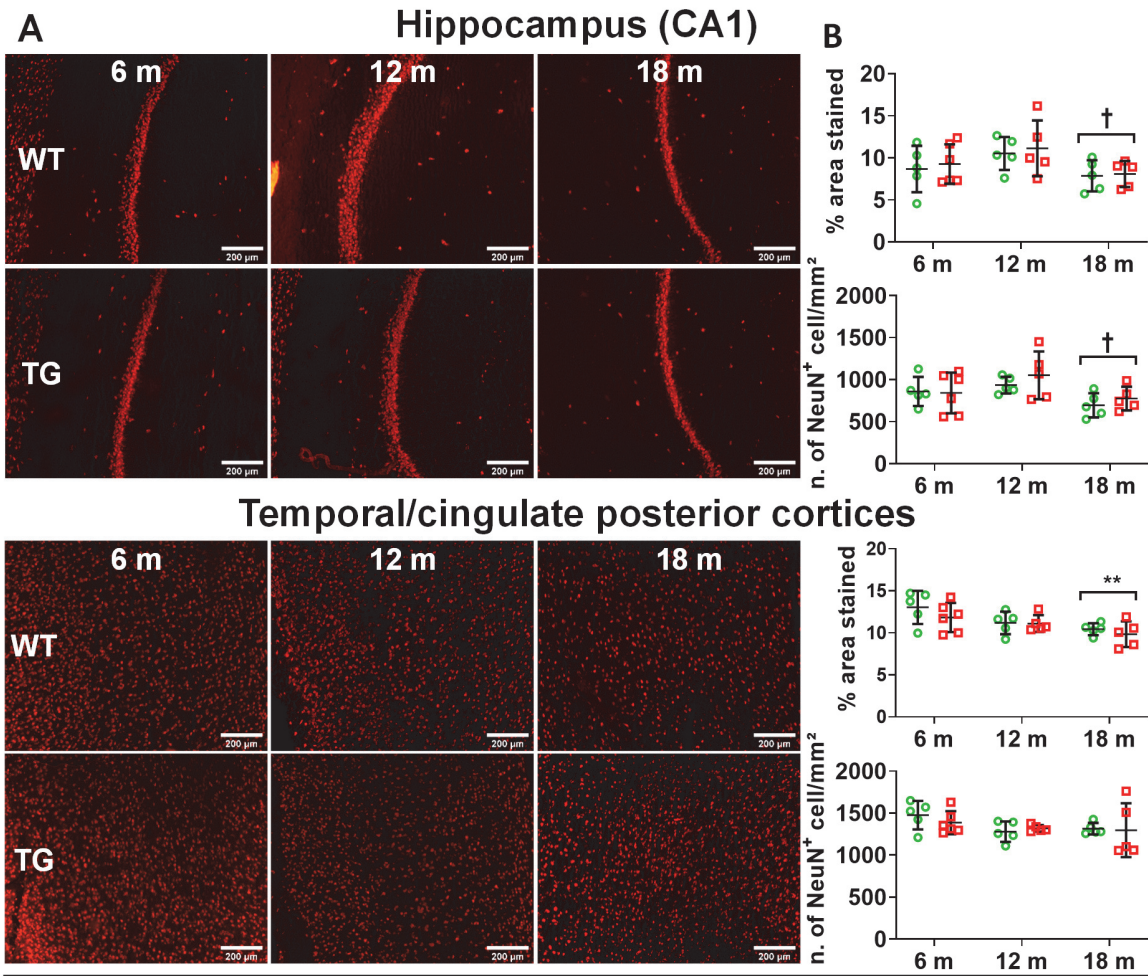 A
Hippocampus (CA1)
6 m
12 m
18 m
WT
200 µm
200 µm
200 µm
TG
200 µm
200 µm
200 µm
B
% area stained
20
15
10
5
0
†
6 m
12 m
18 m
n. of NeuN⁺ cell/mm²
2000
1500
1000
500
0
†
6 m
12 m
18 m
Temporal/cingulate posterior cortices
6 m
12 m
18 m
WT
200 µm
200 µm
200 µm
TG
200 µm
200 µm
200 µm
% area stained
20
15
10
5
0
**
6 m
12 m
18 m
n. of NeuN⁺ cell/mm²
2000
1500
1000
500
0
6 m
12 m
18 m